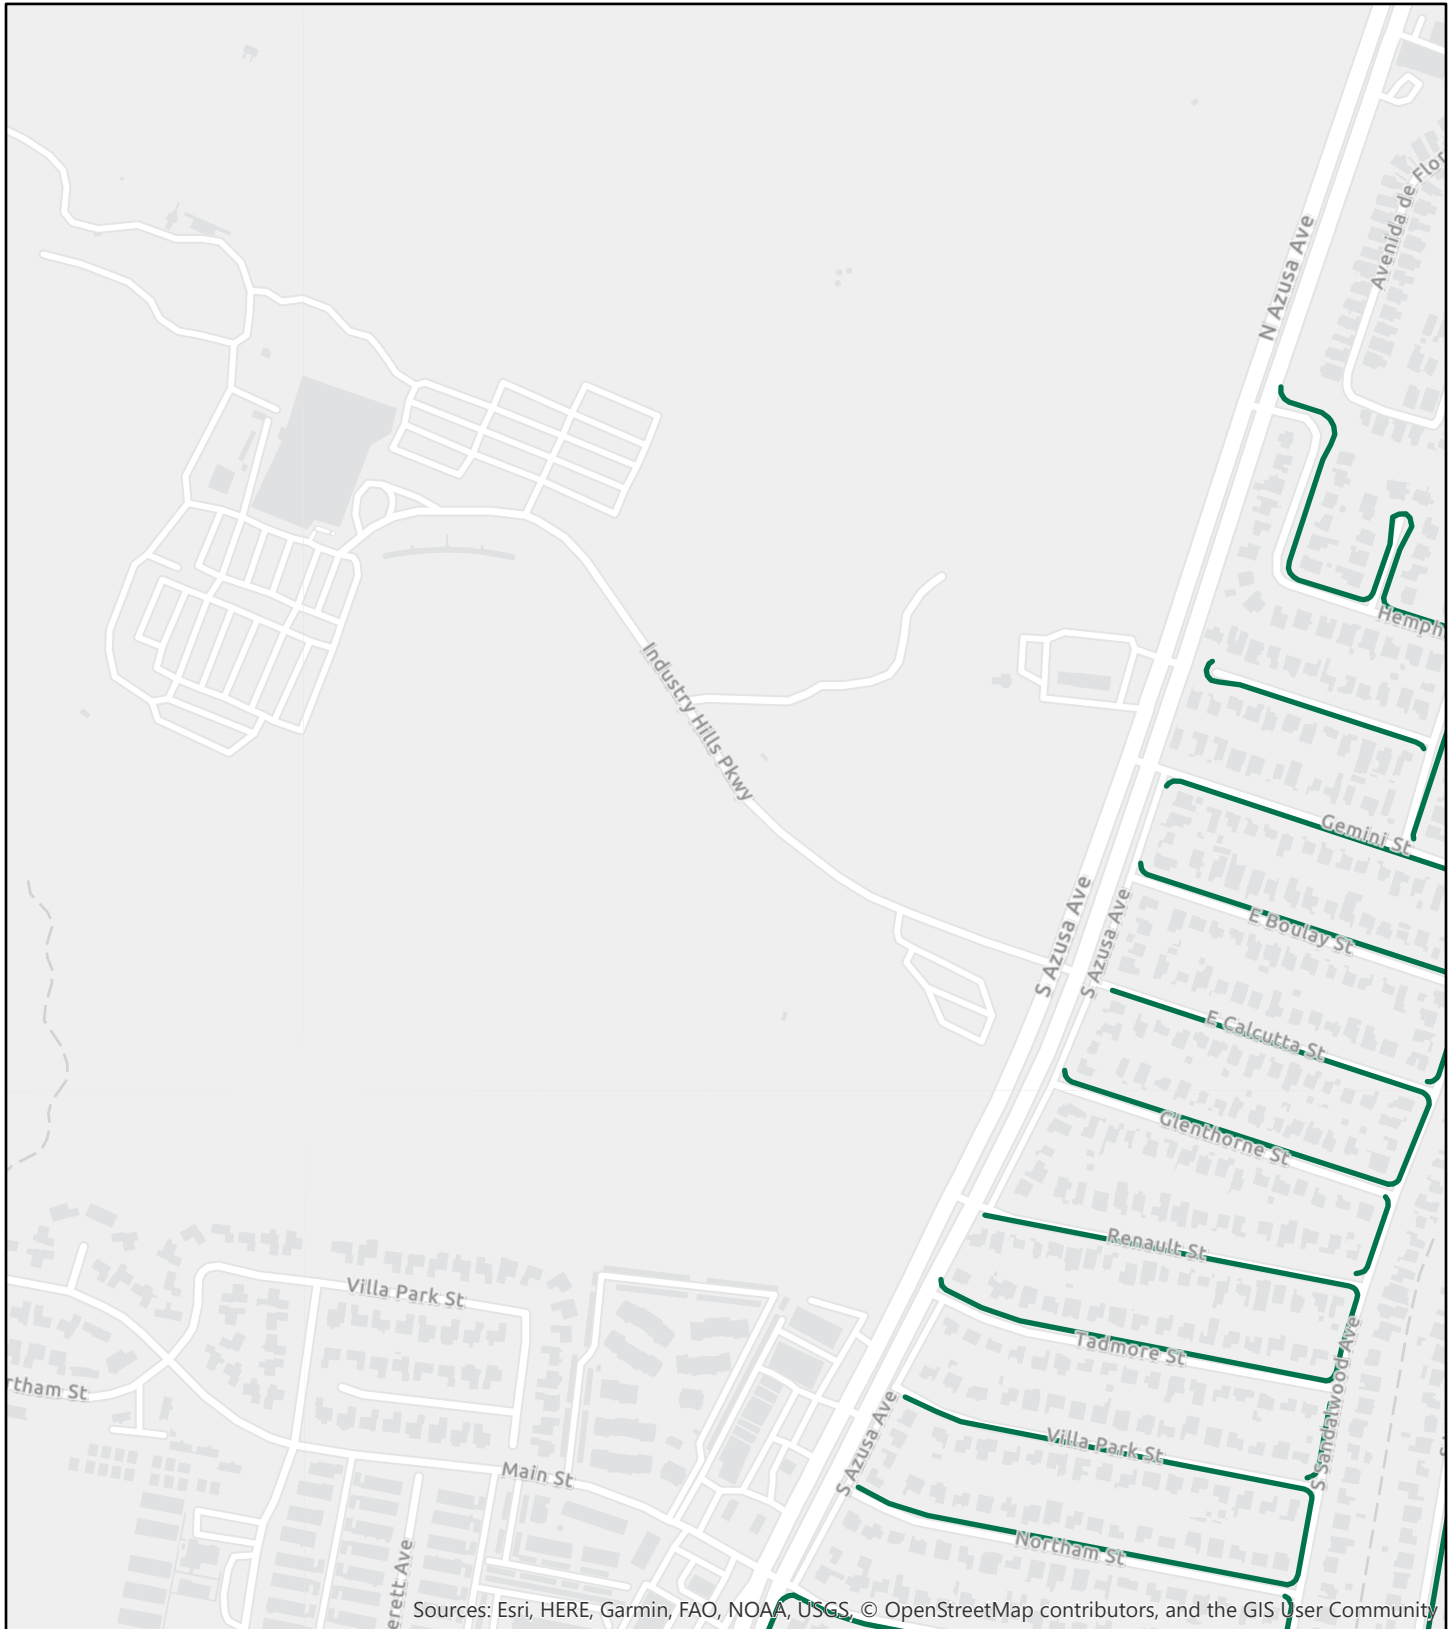 Avenida de Flor
N Azusa Ave
Hemph
Industry Hills Pkwy
Gemini St
S Azusa Ave
S Azusa Ave
E Boulay St
E Calcutta St
Glenthorne St
Renault St
Villa Park St
Tadmore St
S Sandalwood Ave
rtham St
S Azusa Ave
Villa Park St
Main St
Northam St
erett Ave
Sources: Esri, HERE, Garmin, FAO, NOAA, USGS, © OpenStreetMap contributors, and the GIS User Community